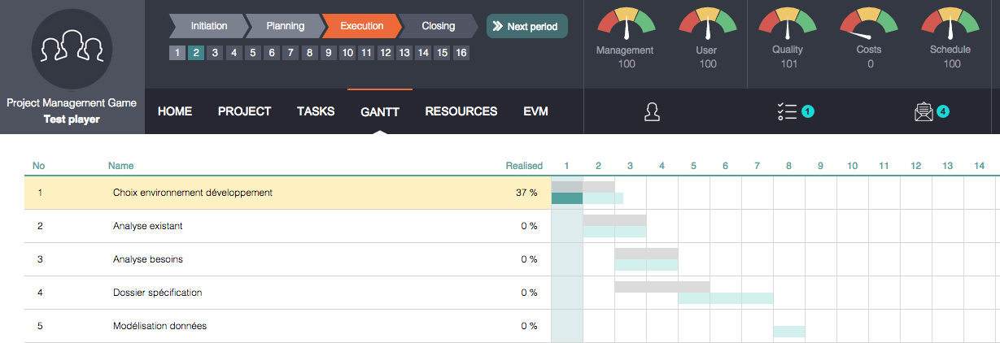 Initiation Planning Execution Closing Next period
1 2 3 4 5 6 7 8 9 10 11 12 13 14 15 16
Management
100
User
100
Quality
101
Costs
0
Schedule
100
Project Management Game
Test player
HOME PROJECT TASKS GANTT RESOURCES EVM
1
4
No Name Realised 1 2 3 4 5 6 7 8 9 10 11 12 13 14
1 Choix environnement développement 37 %
2 Analyse existant 0 %
3 Analyse besoins 0 %
4 Dossier spécification 0 %
5 Modélisation données 0 %